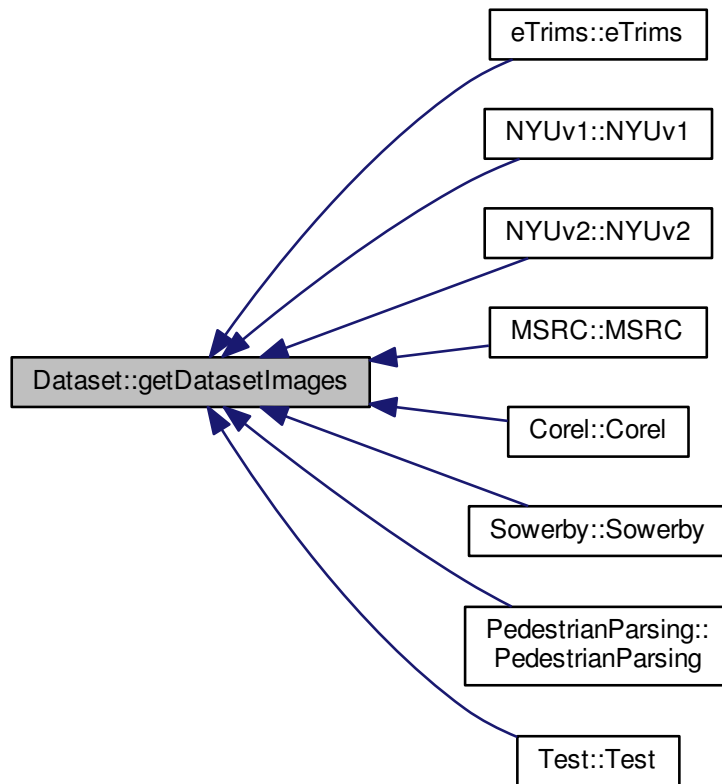 eTrims::eTrims
NYUv1::NYUv1
NYUv2::NYUv2
MSRC::MSRC
Dataset::getDatasetImages
Corel::Corel
Sowerby::Sowerby
PedestrianParsing::
PedestrianParsing
Test::Test